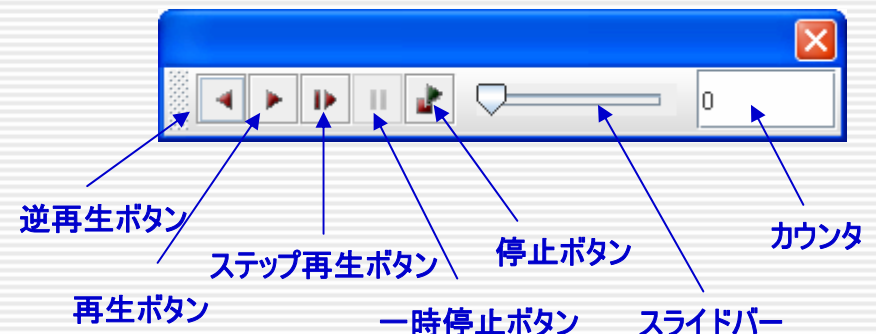 0
逆再生ボタン
再生ボタン
ステップ再生ボタン
一時停止ボタン
停止ボタン
スライドバー
カウンタ